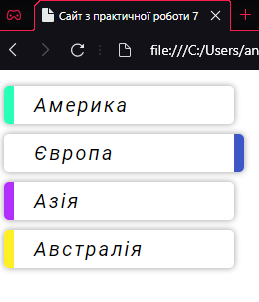 Сайт з практичної роботи 7
file:///C:/Users/an
Америка
Європа
Азія
Австралія